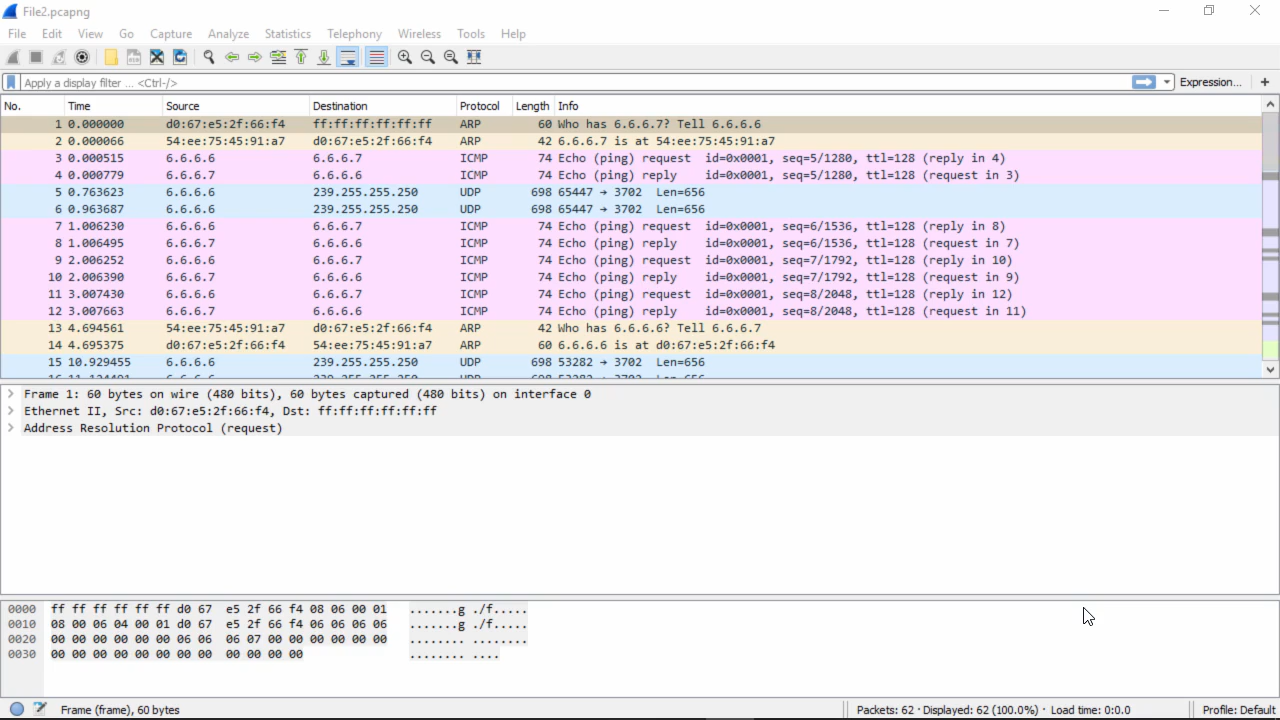 File2.pcapng
File Edit View Go Capture Analyze Statistics Telephony Wireless Tools Help
Apply a display filter ... <Ctrl-/> Expression... +
No. Time Source Destination Protocol Length Info
1 0.000000 d0:67:e5:2f:66:f4 ff:ff:ff:ff:ff:ff ARP 60 Who has 6.6.6.7? Tell 6.6.6.6
2 0.000066 54:ee:75:45:91:a7 d0:67:e5:2f:66:f4 ARP 42 6.6.6.7 is at 54:ee:75:45:91:a7
3 0.000515 6.6.6.6 6.6.6.7 ICMP 74 Echo (ping) request id=0x0001, seq=5/1280, ttl=128 (reply in 4)
4 0.000779 6.6.6.7 6.6.6.6 ICMP 74 Echo (ping) reply id=0x0001, seq=5/1280, ttl=128 (request in 3)
5 0.763623 6.6.6.6 239.255.255.250 UDP 698 65447 → 3702 Len=656
6 0.963687 6.6.6.6 239.255.255.250 UDP 698 65447 → 3702 Len=656
7 1.006230 6.6.6.6 6.6.6.7 ICMP 74 Echo (ping) request id=0x0001, seq=6/1536, ttl=128 (reply in 8)
8 1.006495 6.6.6.7 6.6.6.6 ICMP 74 Echo (ping) reply id=0x0001, seq=6/1536, ttl=128 (request in 7)
9 2.006252 6.6.6.6 6.6.6.7 ICMP 74 Echo (ping) request id=0x0001, seq=7/1792, ttl=128 (reply in 10)
10 2.006390 6.6.6.7 6.6.6.6 ICMP 74 Echo (ping) reply id=0x0001, seq=7/1792, ttl=128 (request in 9)
11 3.007430 6.6.6.6 6.6.6.7 ICMP 74 Echo (ping) request id=0x0001, seq=8/2048, ttl=128 (reply in 12)
12 3.007663 6.6.6.7 6.6.6.6 ICMP 74 Echo (ping) reply id=0x0001, seq=8/2048, ttl=128 (request in 11)
13 4.694561 54:ee:75:45:91:a7 d0:67:e5:2f:66:f4 ARP 42 Who has 6.6.6.6? Tell 6.6.6.7
14 4.695375 d0:67:e5:2f:66:f4 54:ee:75:45:91:a7 ARP 60 6.6.6.6 is at d0:67:e5:2f:66:f4
15 10.929455 6.6.6.6 239.255.255.250 UDP 698 53282 → 3702 Len=656
Frame 1: 60 bytes on wire (480 bits), 60 bytes captured (480 bits) on interface 0
Ethernet II, Src: d0:67:e5:2f:66:f4, Dst: ff:ff:ff:ff:ff:ff
Address Resolution Protocol (request)
0000 ff ff ff ff ff ff d0 67 e5 2f 66 f4 08 06 00 01 .......g ./f.....
0010 08 00 06 04 00 01 d0 67 e5 2f 66 f4 06 06 06 06 .......g ./f.....
0020 00 00 00 00 00 00 06 06 06 07 00 00 00 00 00 00 ........ ........
0030 00 00 00 00 00 00 00 00 00 00 00 00 ........ ....
Frame (frame), 60 bytes Packets: 62 · Displayed: 62 (100.0%) · Load time: 0:0.0 Profile: Default